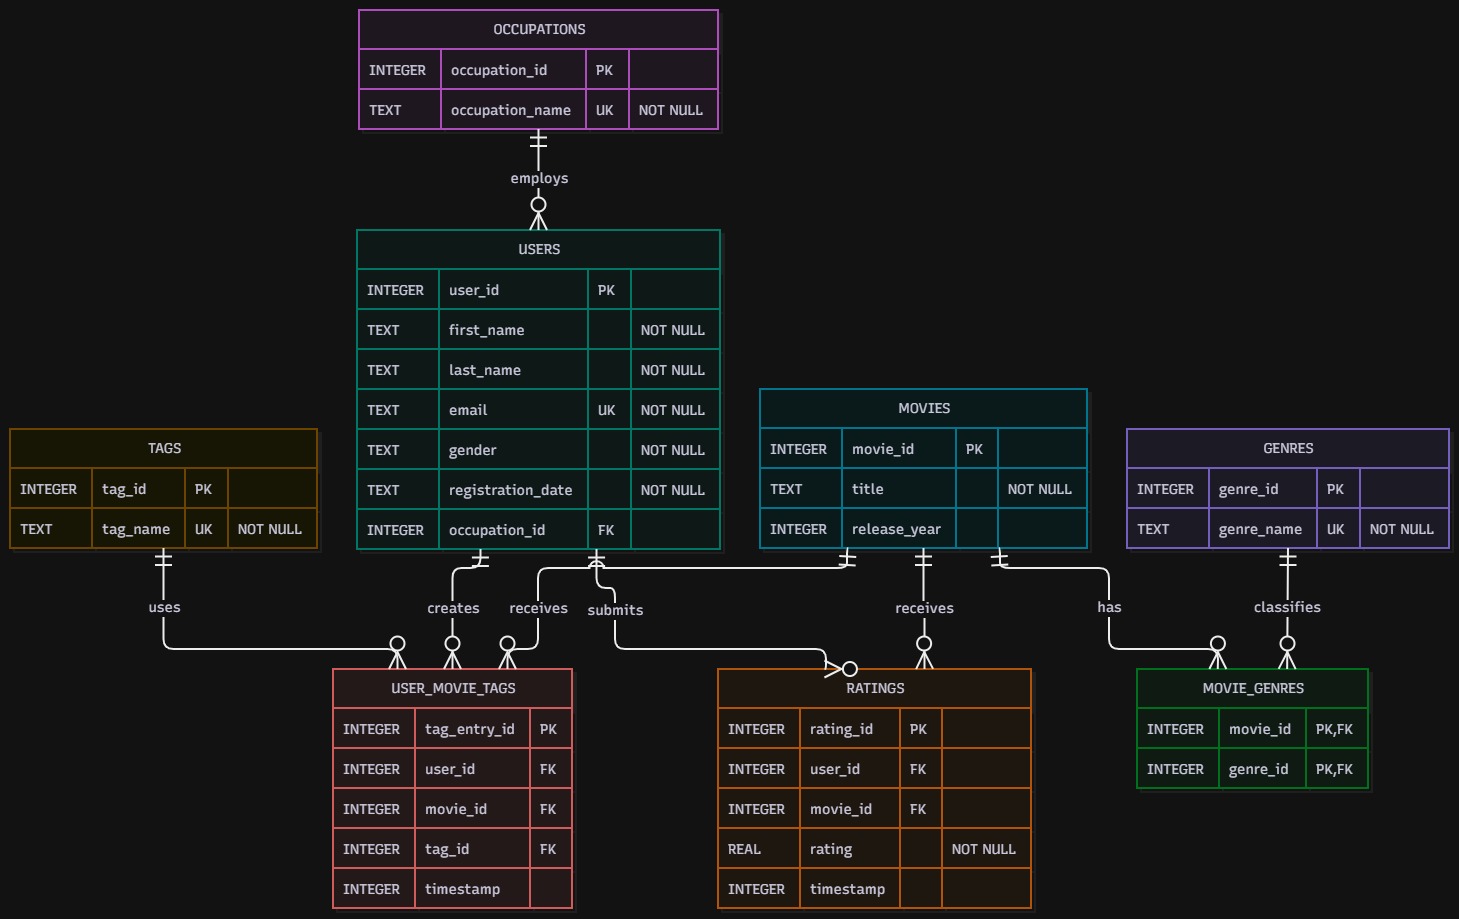 OCCUPATIONS
INTEGER occupation_id PK
TEXT occupation_name UK NOT NULL
employs
USERS
INTEGER user_id PK
TEXT first_name NOT NULL
TEXT last_name NOT NULL
TEXT email UK NOT NULL
TEXT gender NOT NULL
TEXT registration_date NOT NULL
INTEGER occupation_id FK
MOVIES
INTEGER movie_id PK
TEXT title NOT NULL
INTEGER release_year
TAGS
INTEGER tag_id PK
TEXT tag_name UK NOT NULL
GENRES
INTEGER genre_id PK
TEXT genre_name UK NOT NULL
uses
creates
receives
submits
receives
has
classifies
USER_MOVIE_TAGS
INTEGER tag_entry_id PK
INTEGER user_id FK
INTEGER movie_id FK
INTEGER tag_id FK
INTEGER timestamp
RATINGS
INTEGER rating_id PK
INTEGER user_id FK
INTEGER movie_id FK
REAL rating NOT NULL
INTEGER timestamp
MOVIE_GENRES
INTEGER movie_id PK,FK
INTEGER genre_id PK,FK